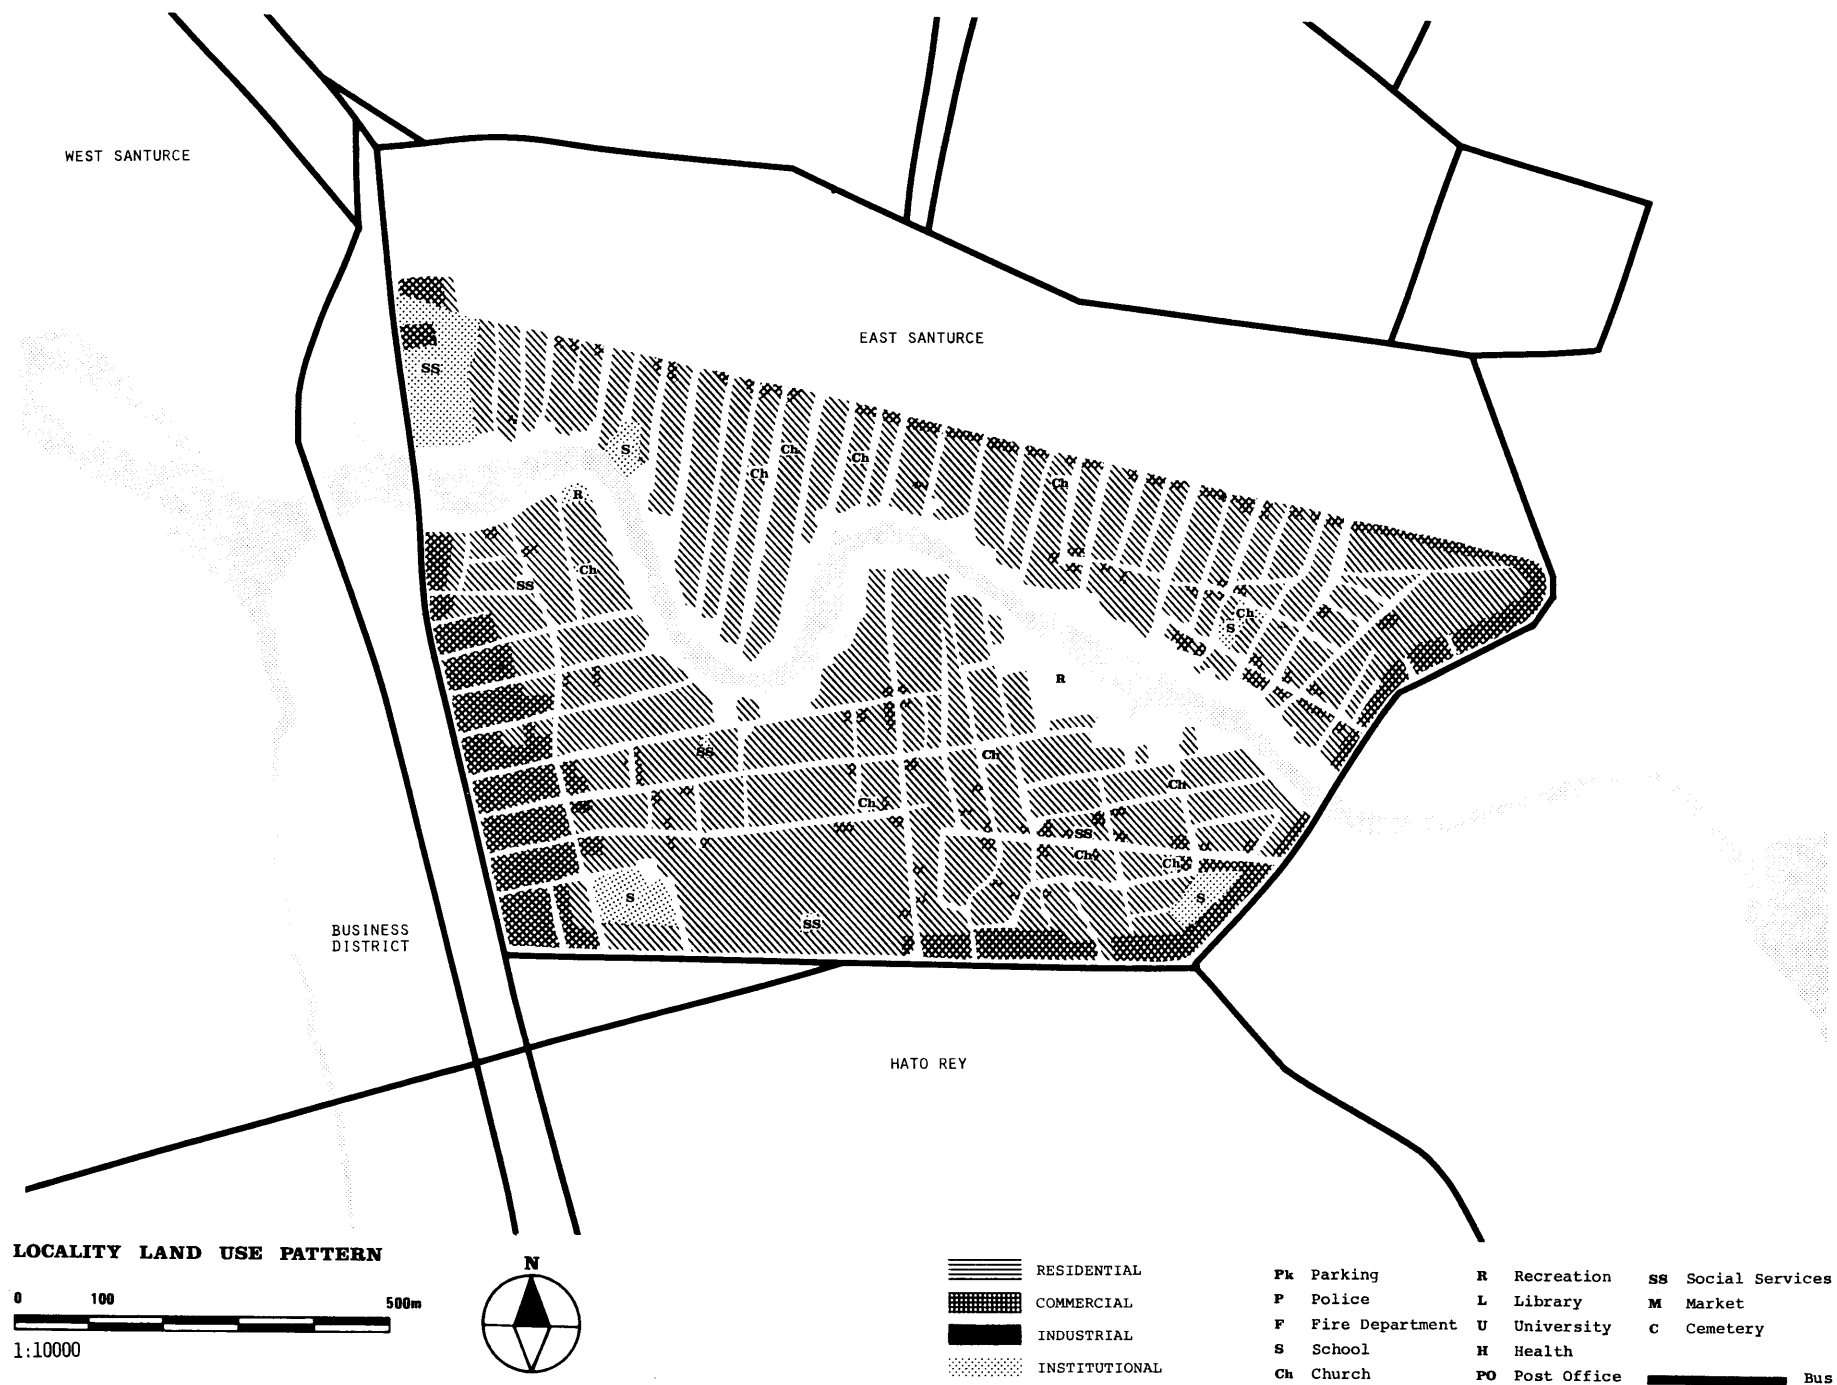 WEST SANTURCE
EAST SANTURCE
SS
S
Ch
Ch
Ch
Ch
R
Ch
SS
Ch
S
R
SS
Ch
Ch
Ch
SS
Ch
Ch
S
S
SS
BUSINESS
DISTRICT
HATO REY
LOCALITY LAND USE PATTERN
0 100 500m
1:10000
N
RESIDENTIAL
COMMERCIAL
INDUSTRIAL
INSTITUTIONAL
Pk Parking
P Police
F Fire Department
S School
Ch Church
R Recreation
L Library
U University
H Health
PO Post Office
SS Social Services
M Market
C Cemetery
Bus